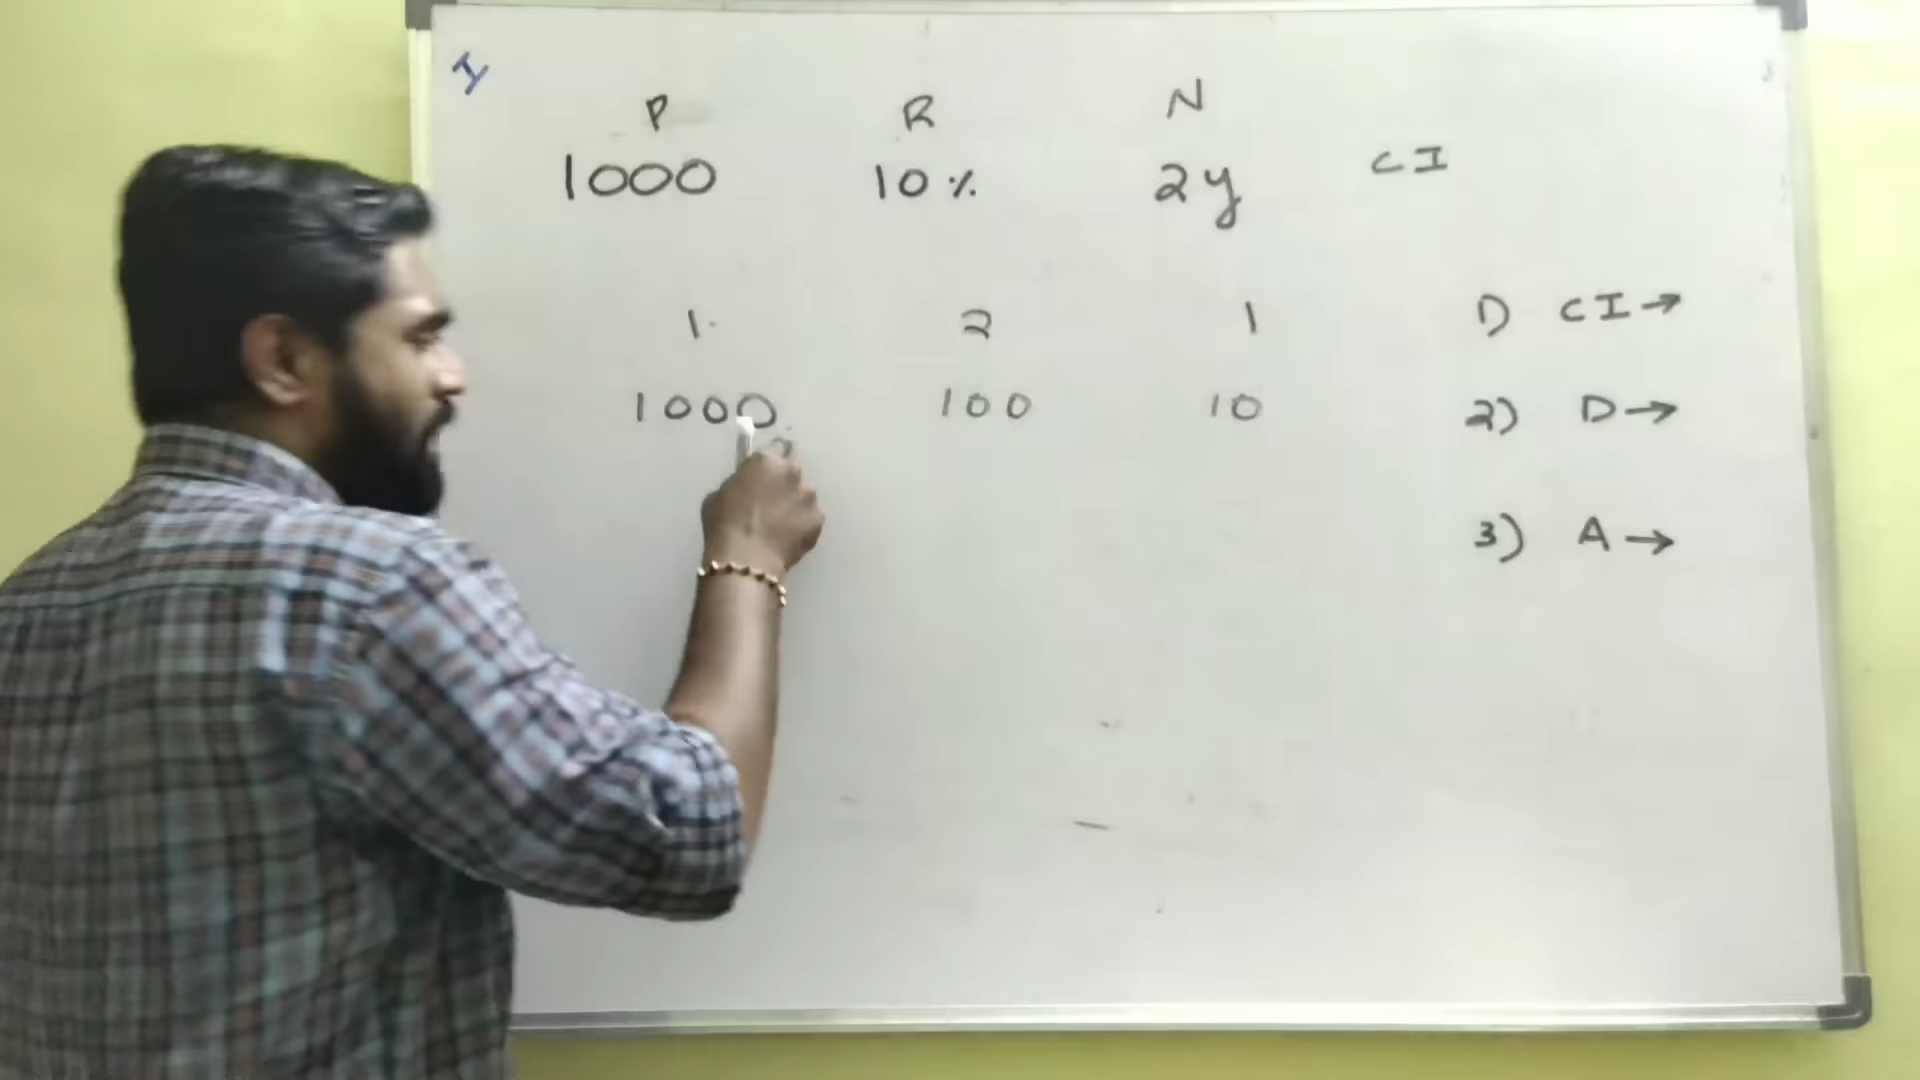 I
P R N
1000 10% 2y CI
1. 2 1 1) CI→
1000 100 10 2) D→
3) A→